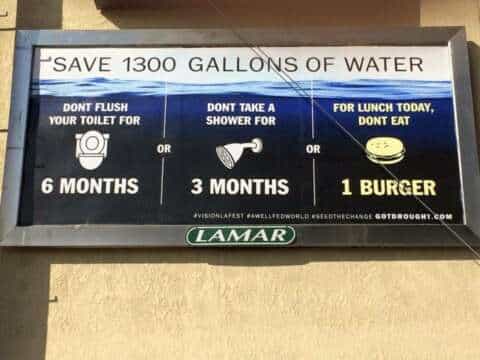 SAVE 1300 GALLONS OF WATER
DONT FLUSH
YOUR TOILET FOR
6 MONTHS
OR
DONT TAKE A
SHOWER FOR
3 MONTHS
OR
FOR LUNCH TODAY,
DONT EAT
1 BURGER
#VISIONLAFEST #AWELLFEDWORLD #SEEDTHECHANGE GOTDROUGHT.COM
LAMAR